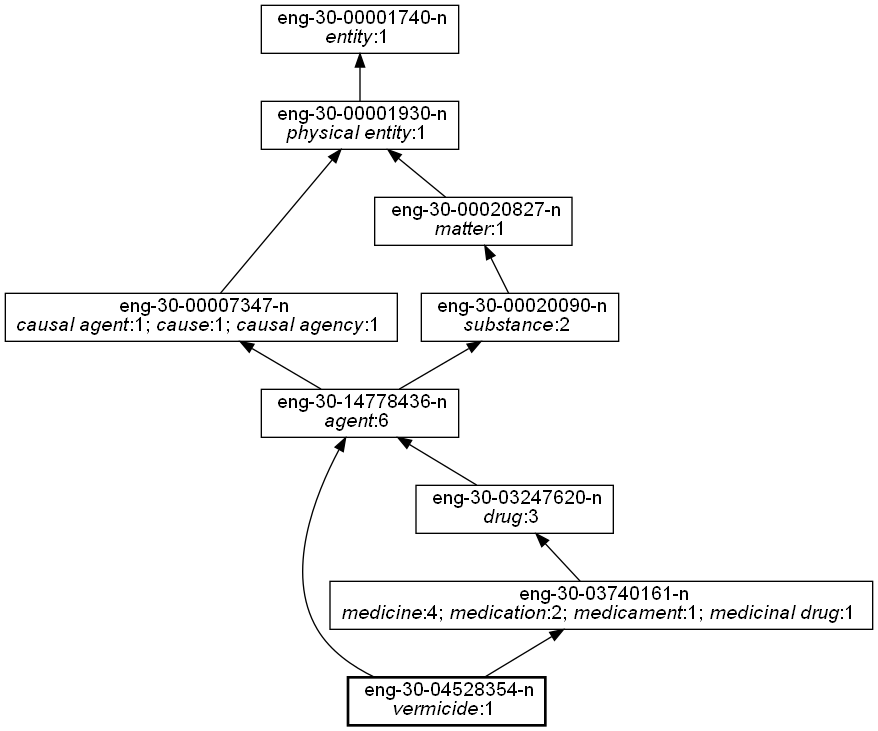 eng-30-00001740-n
entity:1
eng-30-00001930-n
physical entity:1
eng-30-00020827-n
matter:1
eng-30-00007347-n
causal agent:1; cause:1; causal agency:1
eng-30-00020090-n
substance:2
eng-30-14778436-n
agent:6
eng-30-03247620-n
drug:3
eng-30-03740161-n
medicine:4; medication:2; medicament:1; medicinal drug:1
eng-30-04528354-n
vermicide:1